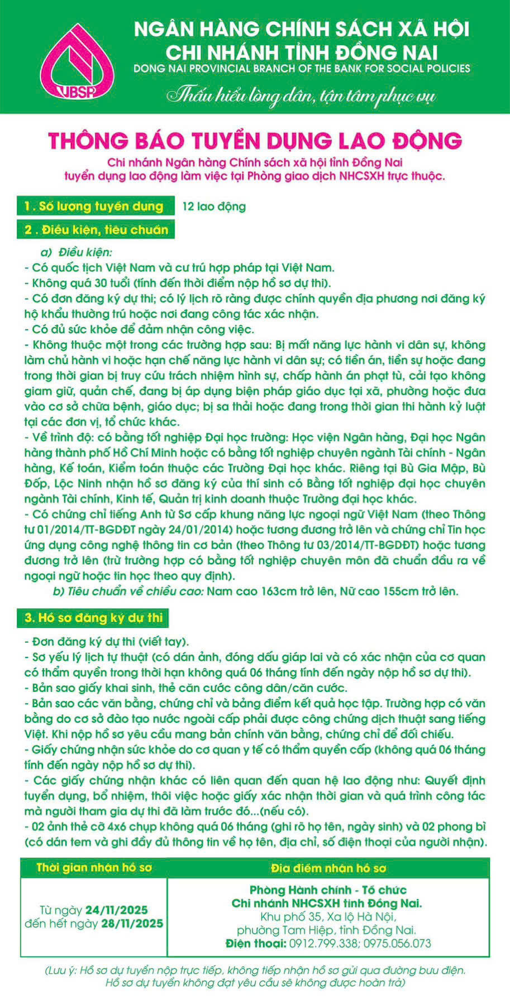 NGÂN HÀNG CHÍNH SÁCH XÃ HỘI
CHI NHÁNH TỈNH ĐỒNG NAI
DONG NAI PROVINCIAL BRANCH OF THE BANK FOR SOCIAL POLICIES
VBSP
Thấu hiểu lòng dân, tận tâm phục vụ
THÔNG BÁO TUYỂN DỤNG LAO ĐỘNG
Chi nhánh Ngân hàng Chính sách xã hội tỉnh Đồng Nai
tuyển dụng lao động làm việc tại Phòng giao dịch NHCSXH trực thuộc.
1 . Số lượng tuyển dụng 12 lao động
2 . Điều kiện, tiêu chuẩn
a) Điều kiện:
- Có quốc tịch Việt Nam và cư trú hợp pháp tại Việt Nam.
- Không quá 30 tuổi (tính đến thời điểm nộp hồ sơ dự thi).
- Có đơn đăng ký dự thi; có lý lịch rõ ràng được chính quyền địa phương nơi đăng ký
hộ khẩu thường trú hoặc nơi đang công tác xác nhận.
- Có đủ sức khỏe để đảm nhận công việc.
- Không thuộc một trong các trường hợp sau: Bị mất năng lực hành vi dân sự, không
làm chủ hành vi hoặc hạn chế năng lực hành vi dân sự; có tiền án, tiền sự hoặc đang
trong thời gian bị truy cứu trách nhiệm hình sự, chấp hành án phạt tù, cải tạo không
giam giữ, quản chế, đang bị áp dụng biện pháp giáo dục tại xã, phường hoặc đưa
vào cơ sở chữa bệnh, giáo dục; bị sa thải hoặc đang trong thời gian thi hành kỷ luật
tại các đơn vị, tổ chức khác.
- Về trình độ: có bằng tốt nghiệp Đại học trường: Học viện Ngân hàng, Đại học Ngân
hàng thành phố Hồ Chí Minh hoặc có bằng tốt nghiệp chuyên ngành Tài chính - Ngân
hàng, Kế toán, Kiểm toán thuộc các Trường Đại học khác. Riêng tại Bù Gia Mập, Bù
Đốp, Lộc Ninh nhận hồ sơ đăng ký của thí sinh có Bằng tốt nghiệp đại học chuyên
ngành Tài chính, Kinh tế, Quản trị kinh doanh thuộc Trường đại học khác.
- Có chứng chỉ tiếng Anh từ Sơ cấp khung năng lực ngoại ngữ Việt Nam (theo Thông
tư 01/2014/TT-BGDĐT ngày 24/01/2014) hoặc tương đương trở lên và chứng chỉ Tin học
ứng dụng công nghệ thông tin cơ bản (theo Thông tư 03/2014/TT-BGDĐT) hoặc tương
đương trở lên (trừ trường hợp có bằng tốt nghiệp chuyên môn đã chuẩn đầu ra về
ngoại ngữ hoặc tin học theo quy định).
b) Tiêu chuẩn về chiều cao: Nam cao 163cm trở lên, Nữ cao 155cm trở lên.
3. Hồ sơ đăng ký dự thi
- Đơn đăng ký dự thi (viết tay).
- Sơ yếu lý lịch tự thuật (có dán ảnh, đóng dấu giáp lai và có xác nhận của cơ quan
có thẩm quyền trong thời hạn không quá 06 tháng tính đến ngày nộp hồ sơ dự thi).
- Bản sao giấy khai sinh, thẻ căn cước công dân/căn cước.
- Bản sao các văn bằng, chứng chỉ và bảng điểm kết quả học tập. Trường hợp có văn
bằng do cơ sở đào tạo nước ngoài cấp phải được công chứng dịch thuật sang tiếng
Việt. Khi nộp hồ sơ yêu cầu mang bản chính văn bằng, chứng chỉ để đối chiếu.
- Giấy chứng nhận sức khỏe do cơ quan y tế có thẩm quyền cấp (không quá 06 tháng
tính đến ngày nộp hồ sơ dự thi).
- Các giấy chứng nhận khác có liên quan đến quan hệ lao động như: Quyết định
tuyển dụng, bổ nhiệm, thôi việc hoặc giấy xác nhận thời gian và quá trình công tác
mà người tham gia dự thi đã làm trước đó...(nếu có).
- 02 ảnh thẻ cỡ 4x6 chụp không quá 06 tháng (ghi rõ họ tên, ngày sinh) và 02 phong bì
(có dán tem và ghi đầy đủ thông tin về họ tên, địa chỉ, số điện thoại của người nhận).
Thời gian nhận hồ sơ
Từ ngày 24/11/2025
đến hết ngày 28/11/2025
Địa điểm nhận hồ sơ
Phòng Hành chính - Tổ chức
Chi nhánh NHCSXH tỉnh Đồng Nai.
Khu phố 35, Xa lộ Hà Nội,
phường Tam Hiệp, tỉnh Đồng Nai.
Điện thoại: 0912.799.338; 0975.056.073
(Lưu ý: Hồ sơ dự tuyển nộp trực tiếp, không tiếp nhận hồ sơ gửi qua đường bưu điện.
Hồ sơ dự tuyển không đạt yêu cầu sẽ không được hoàn trả)